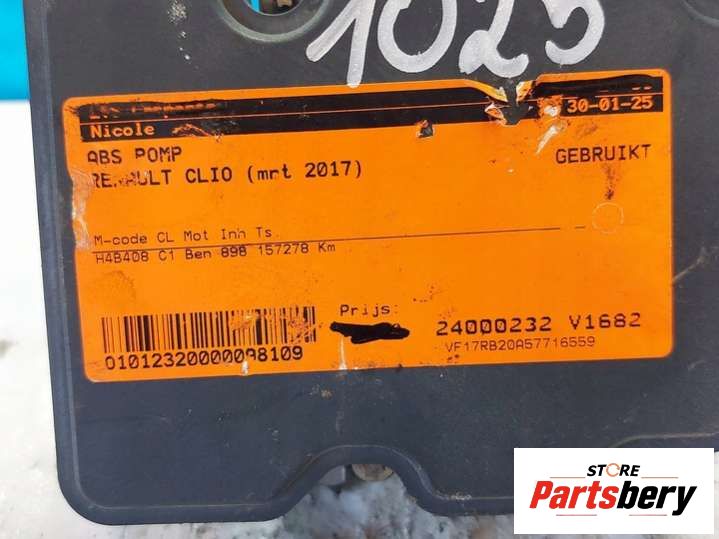 1025
Nicole
30-01-25
ABS POMP
RENAULT CLIO (mrt 2017)
GEBRUIKT
M-code CL Mot Inh Ts.
H4B408 C1 Ben 898 157278 Km
Prijs:
24000232 V1682
VF17RB20A57716559
01012320000098109
STORE
Partsbery